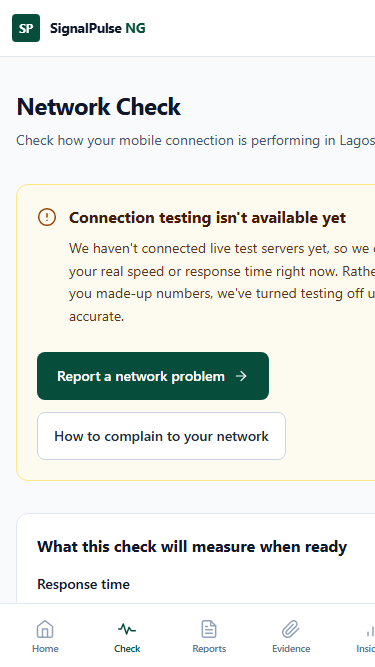 SP SignalPulse NG
Network Check
Check how your mobile connection is performing in Lagos
Connection testing isn't available yet
We haven't connected live test servers yet, so we
your real speed or response time right now. Rathe
you made-up numbers, we've turned testing off u
accurate.
Report a network problem
How to complain to your network
What this check will measure when ready
Response time
Home Check Reports Evidence Insig